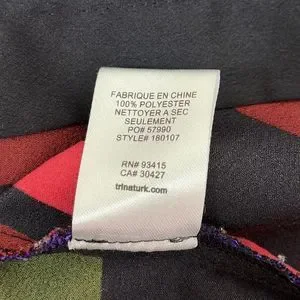 FABRIQUE EN CHINE
100% POLYESTER
NETTOYER A SEC
SEULEMENT
PO# 57990
STYLE# 180107
RN# 93415
CA# 30427
trinaturk.com